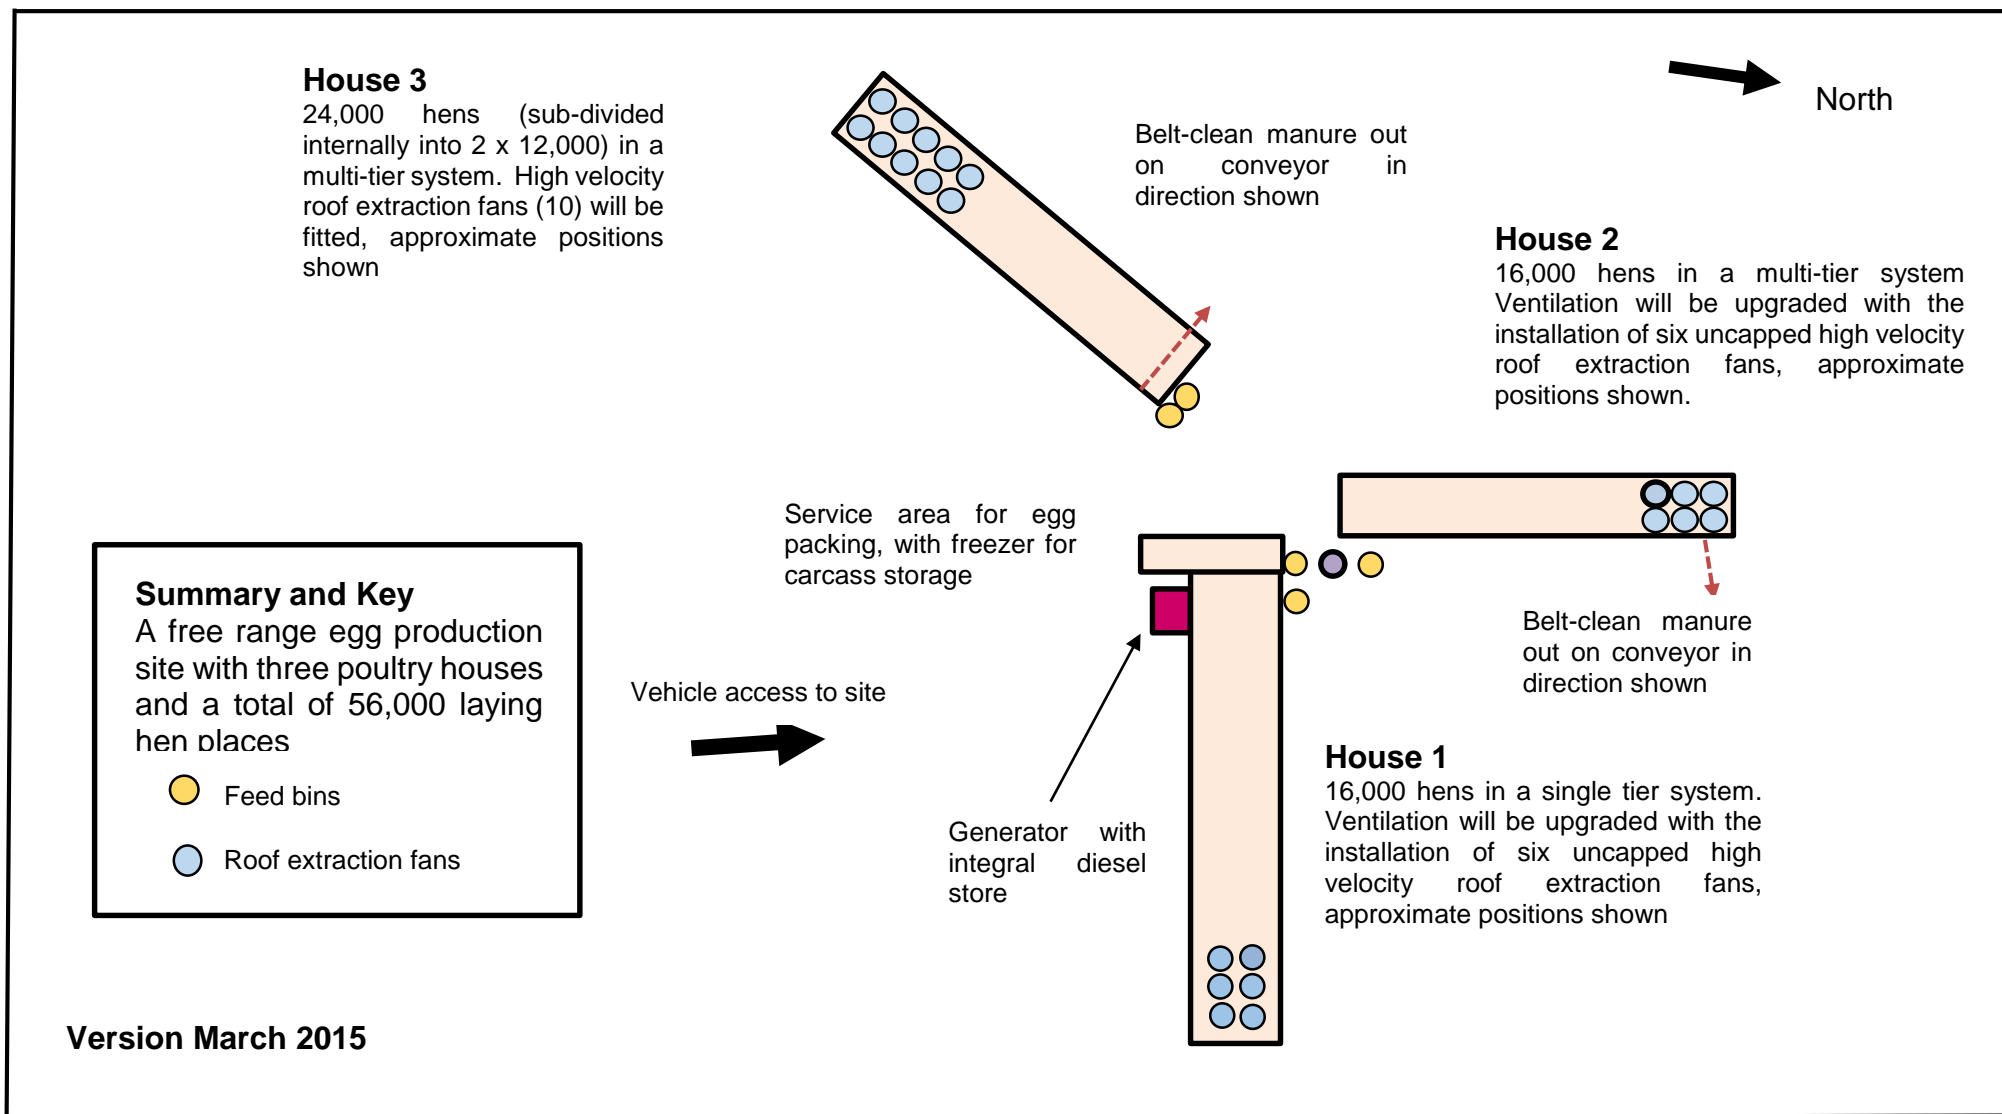 House 3
24,000 hens (sub-divided
internally into 2 x 12,000) in a
multi-tier system. High velocity
roof extraction fans (10) will be
fitted, approximate positions
shown
North
Belt-clean manure out
on conveyor in
direction shown
House 2
16,000 hens in a multi-tier system
Ventilation will be upgraded with the
installation of six uncapped high velocity
roof extraction fans, approximate
positions shown.
Service area for egg
packing, with freezer for
carcass storage
Summary and Key
A free range egg production
site with three poultry houses
and a total of 56,000 laying
hen places
Feed bins
Roof extraction fans
Vehicle access to site
Belt-clean manure
out on conveyor in
direction shown
Generator with
integral diesel
store
House 1
16,000 hens in a single tier system.
Ventilation will be upgraded with the
installation of six uncapped high
velocity roof extraction fans,
approximate positions shown
Version March 2015